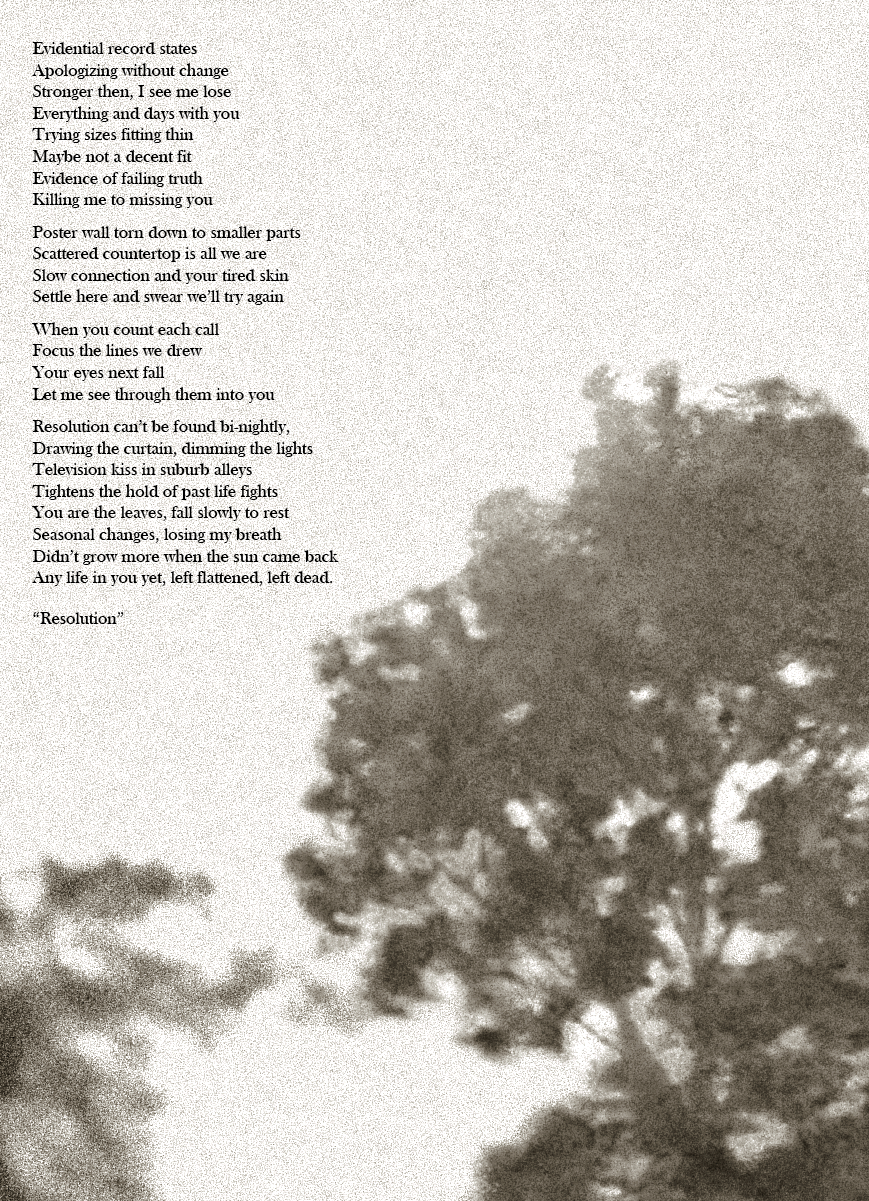 Evidential record states
Apologizing without change
Stronger then, I see me lose
Everything and days with you
Trying sizes fitting thin
Maybe not a decent fit
Evidence of failing truth
Killing me to missing you
Poster wall torn down to smaller parts
Scattered countertop is all we are
Slow connection and your tired skin
Settle here and swear we’ll try again
When you count each call
Focus the lines we drew
Your eyes next fall
Let me see through them into you
Resolution can’t be found bi-nightly,
Drawing the curtain, dimming the lights
Television kiss in suburb alleys
Tightens the hold of past life fights
You are the leaves, fall slowly to rest
Seasonal changes, losing my breath
Didn’t grow more when the sun came back
Any life in you yet, left flattened, left dead.
“Resolution”